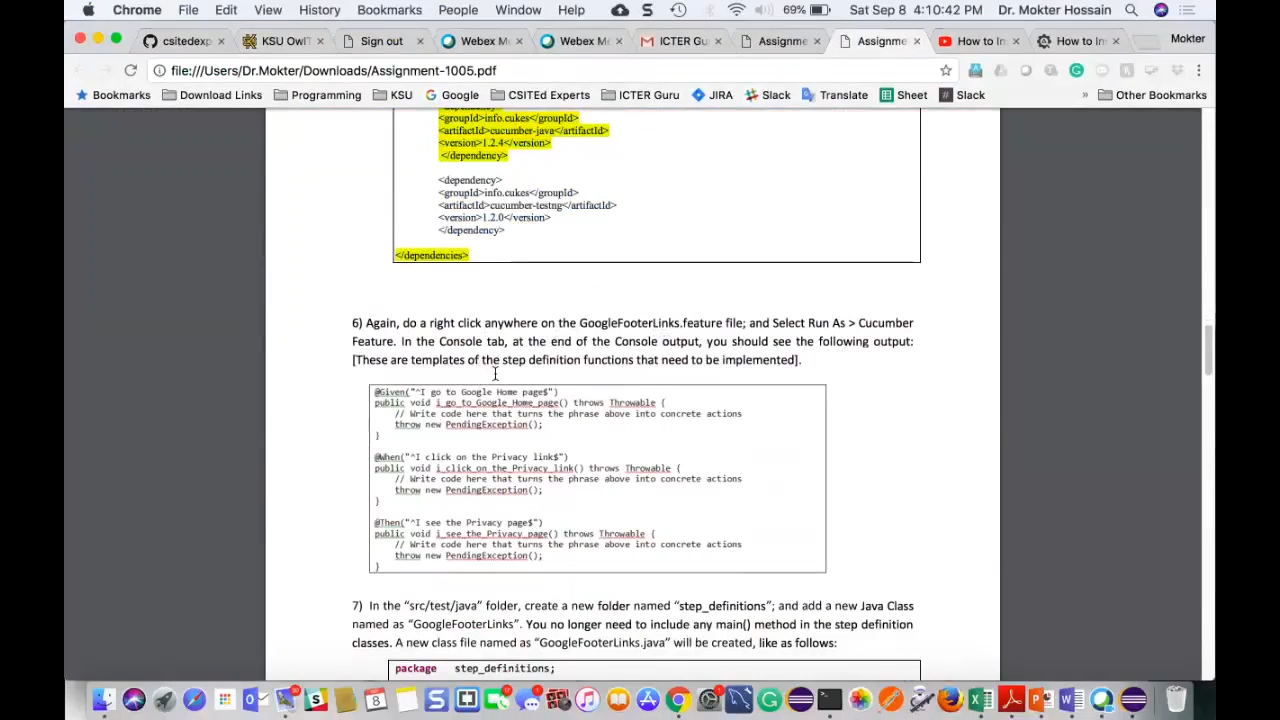 Chrome File Edit View History Bookmarks People Window Help 69% Sat Sep 8 4:10:42 PM Dr. Mokter Hossain
csitedexp Sign out Webex Me Webex Me ICTER Gu Assignme Assignme How to In Mokter
file:///Users/Dr.Mokter/Downloads/Assignment-1005.pdf
Bookmarks Download Links Programming KSU Google CSITEd Experts ICTER Guru JIRA Slack Translate Sheet Slack » Other Bookmarks
<groupId>info.cukes</groupId>
<artifactId>cucumber-java</artifactId>
<version>1.2.4</version>
</dependency>
<dependency>
<groupId>info.cukes</groupId>
<artifactId>cucumber-testng</artifactId>
<version>1.2.0</version>
</dependency>
</dependencies>
6) Again, do a right click anywhere on the GoogleFooterLinks.feature file; and Select Run As > Cucumber
Feature. In the Console tab, at the end of the Console output, you should see the following output:
[These are templates of the step definition functions that need to be implemented].
@Given("^I go to Google Home page$")
public void i_go_to_Google_Home_page() throws Throwable {
// Write code here that turns the phrase above into concrete actions
throw new PendingException();
}
@When("^I click on the Privacy link$")
public void i_click_on_the_Privacy_link() throws Throwable {
// Write code here that turns the phrase above into concrete actions
throw new PendingException();
}
@Then("^I see the Privacy page$")
public void i_see_the_Privacy_page() throws Throwable {
// Write code here that turns the phrase above into concrete actions
throw new PendingException();
}
7) In the “src/test/java” folder, create a new folder named “step_definitions”; and add a new Java Class
named as “GoogleFooterLinks”. You no longer need to include any main() method in the step definition
classes. A new class file named as “GoogleFooterLinks.java” will be created, like as follows:
package step_definitions;